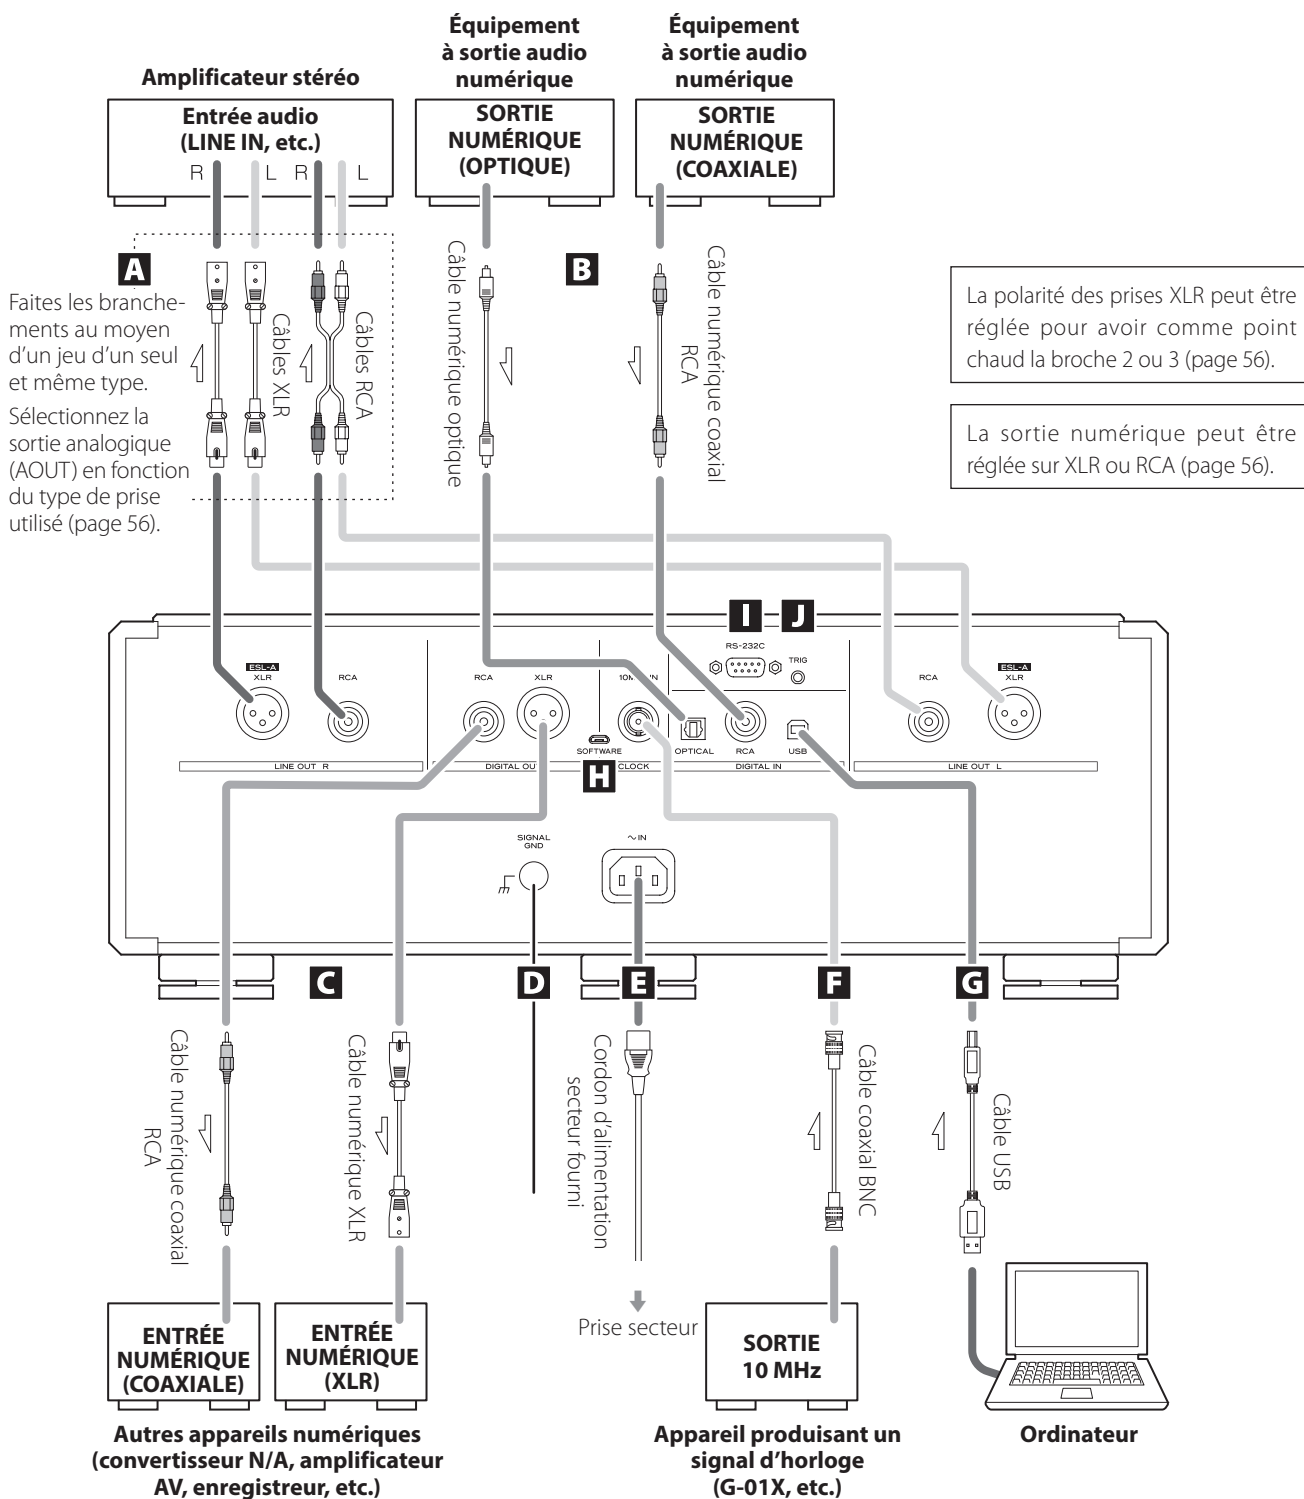 Équipement
à sortie audio
numérique
Équipement
à sortie audio
numérique
Amplificateur stéréo
Entrée audio
(LINE IN, etc.)
R
L
R
L
SORTIE
NUMÉRIQUE
(OPTIQUE)
SORTIE
NUMÉRIQUE
(COAXIALE)
A
Faites les branche-
ments au moyen
d'un jeu d'un seul
et même type.
Sélectionnez la
sortie analogique
(AOUT) en fonction
du type de prise
utilisé (page 56).
Câbles XLR
Câbles RCA
Câble numérique optique
B
Câble numérique coaxial
RCA
La polarité des prises XLR peut être
réglée pour avoir comme point
chaud la broche 2 ou 3 (page 56).
La sortie numérique peut être
réglée sur XLR ou RCA (page 56).
I
J
RS-232C
TRIG
ESL-A
XLR
RCA
RCA
XLR
RCA
ESL-A
XLR
SOFTWARE
OPTICAL
RCA
USB
LINE OUT R
CLOCK
DIGITAL IN
LINE OUT L
H
SIGNAL
GND
～IN
C
D
E
F
G
Câble numérique coaxial
RCA
Câble numérique XLR
Cordon d'alimentation
secteur fourni
Câble coaxial BNC
Câble USB
Prise secteur
ENTRÉE
NUMÉRIQUE
(COAXIALE)
ENTRÉE
NUMÉRIQUE
(XLR)
SORTIE
10 MHz
Autres appareils numériques
(convertisseur N/A, amplificateur
AV, enregistreur, etc.)
Appareil produisant un
signal d'horloge
(G-01X, etc.)
Ordinateur